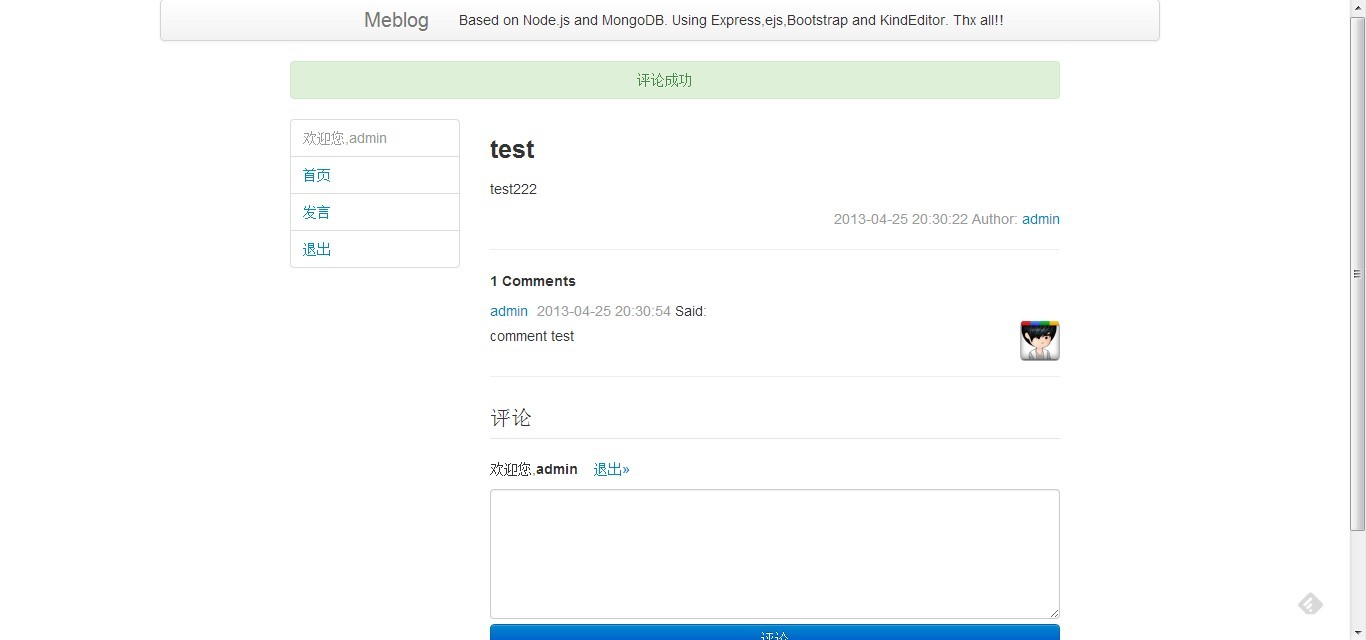 Meblog Based on Node.js and MongoDB. Using Express,ejs,Bootstrap and KindEditor. Thx all!!
评论成功
欢迎您,admin
首页
发言
退出
test
test222
2013-04-25 20:30:22 Author: admin
1 Comments
admin 2013-04-25 20:30:54 Said:
comment test
评论
欢迎您,admin 退出»
评论